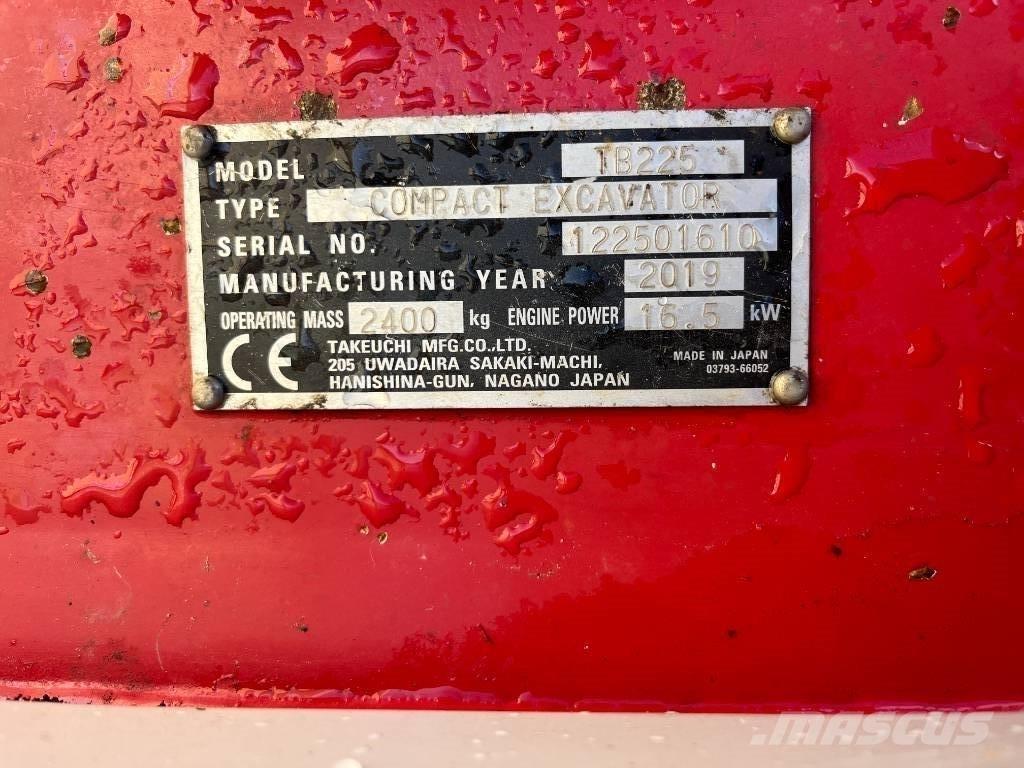 MODEL TB225
TYPE COMPACT EXCAVATOR
SERIAL NO. 122501610
MANUFACTURING YEAR 2019
OPERATING MASS 2400 kg ENGINE POWER 16.5 kW
CE TAKEUCHI MFG.CO.LTD.
205 UWADAIRA SAKAKI-MACHI,
HANISHINA-GUN, NAGANO JAPAN
MADE IN JAPAN
03793-66052
MASCUS